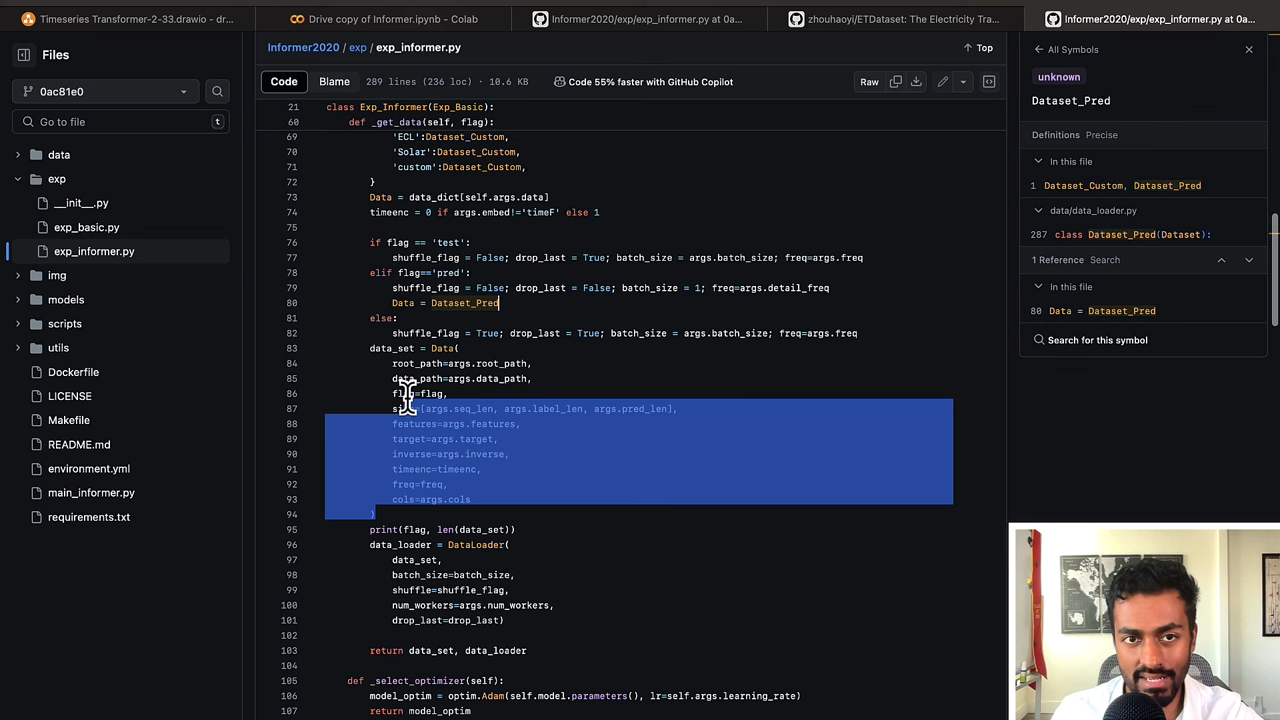 Timeseries Transformer-2-33.drawio - dr...
Drive copy of Informer.ipynb - Colab
Informer2020/exp/exp_informer.py at 0a...
zhouhaoyi/ETDataset: The Electricity Tra...
Informer2020/exp/exp_informer.py at 0a...
Files
0ac81e0
Go to file
t
data
exp
__init__.py
exp_basic.py
exp_informer.py
img
models
scripts
utils
Dockerfile
LICENSE
Makefile
README.md
environment.yml
main_informer.py
requirements.txt
Informer2020 / exp / exp_informer.py
Top
Code
Blame
289 lines (236 loc) · 10.6 KB
Code 55% faster with GitHub Copilot
Raw
21 class Exp_Informer(Exp_Basic):
60 def _get_data(self, flag):
69 'ECL':Dataset_Custom,
70 'Solar':Dataset_Custom,
71 'custom':Dataset_Custom,
72 }
73 Data = data_dict[self.args.data]
74 timeenc = 0 if args.embed!='timeF' else 1
75
76 if flag == 'test':
77 shuffle_flag = False; drop_last = True; batch_size = args.batch_size; freq=args.freq
78 elif flag=='pred':
79 shuffle_flag = False; drop_last = False; batch_size = 1; freq=args.detail_freq
80 Data = Dataset_Pred
81 else:
82 shuffle_flag = True; drop_last = True; batch_size = args.batch_size; freq=args.freq
83 data_set = Data(
84 root_path=args.root_path,
85 data_path=args.data_path,
86 flag=flag,
87 [args.seq_len, args.label_len, args.pred_len],
88 features=args.features,
89 target=args.target,
90 inverse=args.inverse,
91 timeenc=timeenc,
92 freq=freq,
93 cols=args.cols
94 )
95 print(flag, len(data_set))
96 data_loader = DataLoader(
97 data_set,
98 batch_size=batch_size,
99 shuffle=shuffle_flag,
100 num_workers=args.num_workers,
101 drop_last=drop_last)
102
103 return data_set, data_loader
104
105 def _select_optimizer(self):
106 model_optim = optim.Adam(self.model.parameters(), lr=self.args.learning_rate)
107 return model_optim
All Symbols
unknown
Dataset_Pred
Definitions Precise
In this file
1 Dataset_Custom, Dataset_Pred
data/data_loader.py
287 class Dataset_Pred(Dataset):
1 Reference Search
In this file
80 Data = Dataset_Pred
Search for this symbol